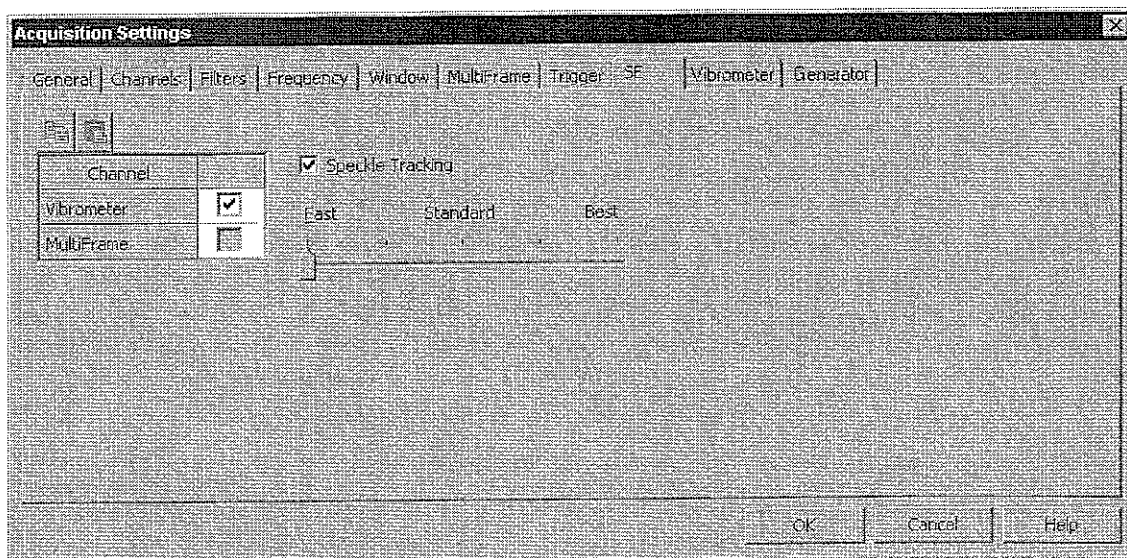 Acquisition Settings
General Channels Filters Frequency Window MultiFrame Trigger SE Vibrometer Generator
Channel
Speckle Tracking
Vibrometer
Fast Standard Best
MultiFrame
OK Cancel Help